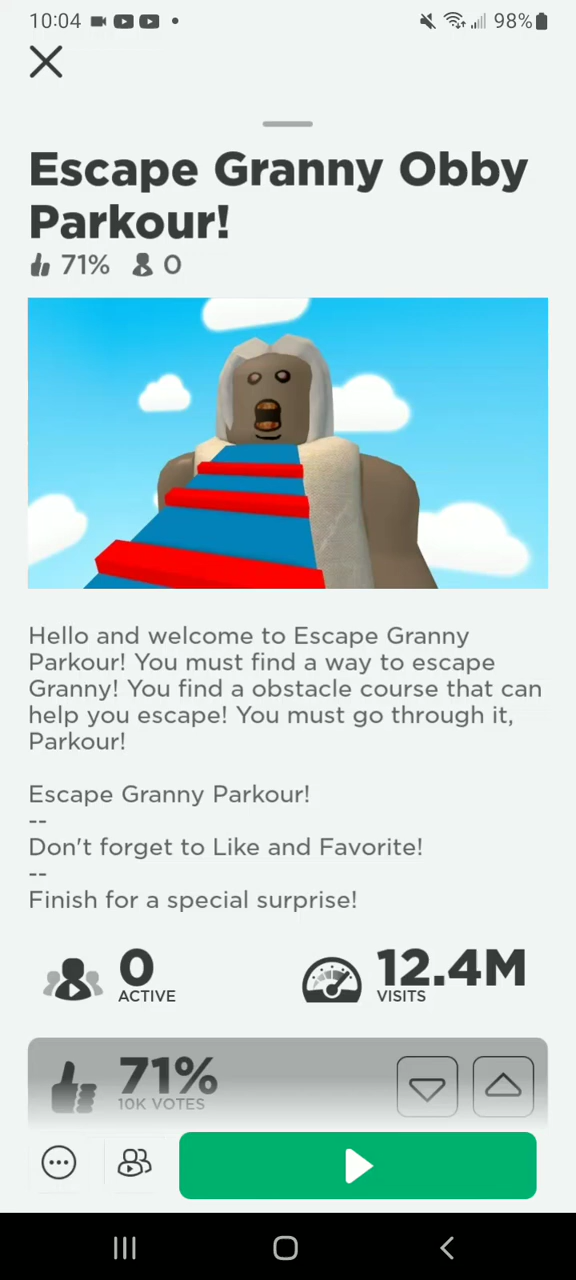 10:04
98%
Escape Granny Obby
Parkour!
71% 0
Hello and welcome to Escape Granny
Parkour! You must find a way to escape
Granny! You find a obstacle course that can
help you escape! You must go through it,
Parkour!
Escape Granny Parkour!
--
Don't forget to Like and Favorite!
--
Finish for a special surprise!
0
ACTIVE
12.4M
VISITS
71%
10K VOTES